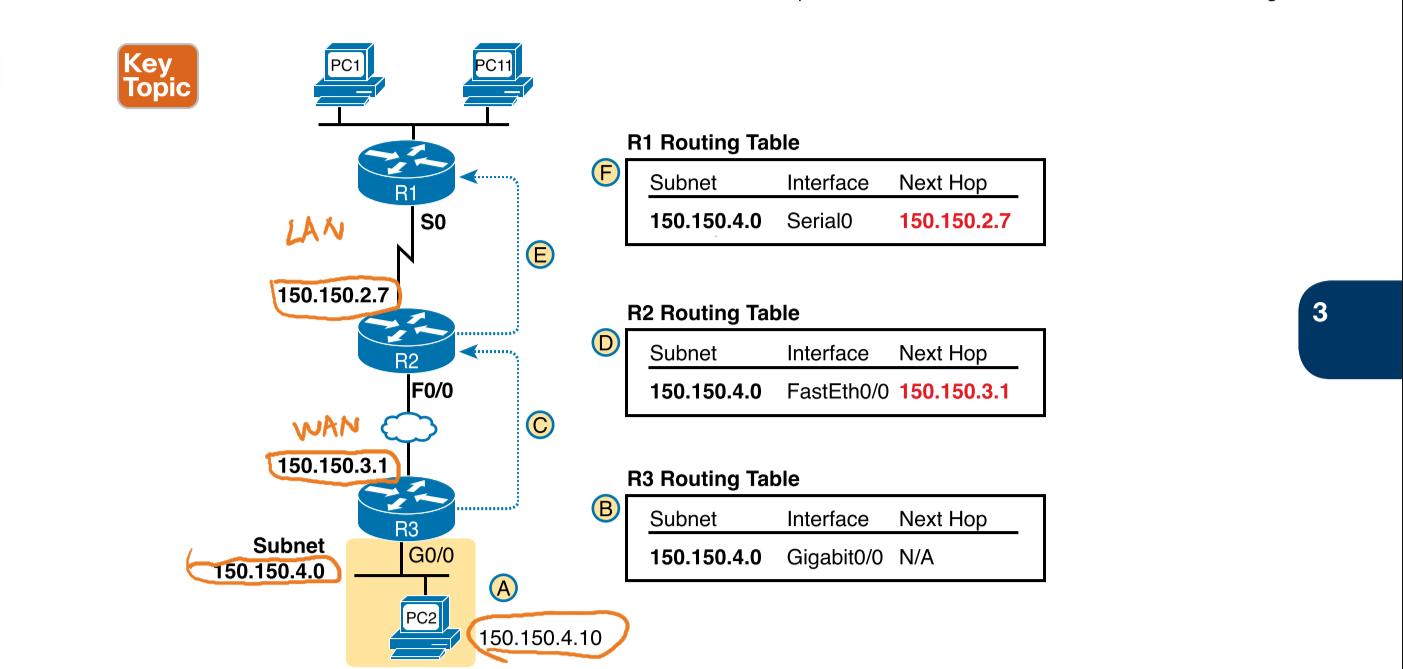 Key
Topic
PC1
PC11
R1
S0
LAN
E
150.150.2.7
R2
F0/0
WAN
C
150.150.3.1
R3
Subnet
150.150.4.0
G0/0
A
PC2
150.150.4.10
R1 Routing Table
F
Subnet Interface Next Hop
150.150.4.0 Serial0 150.150.2.7
R2 Routing Table
D
Subnet Interface Next Hop
150.150.4.0 FastEth0/0 150.150.3.1
R3 Routing Table
B
Subnet Interface Next Hop
150.150.4.0 Gigabit0/0 N/A
3